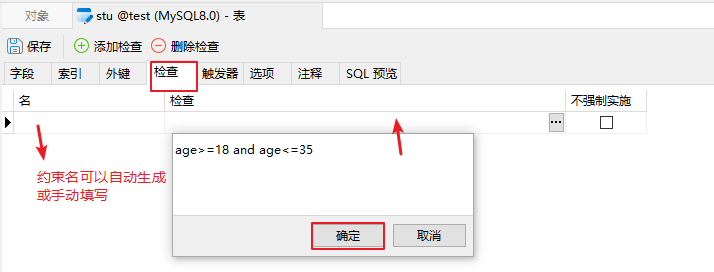 对象 stu @test (MySQL8.0) - 表
保存 添加检查 删除检查
字段 索引 外键 检查 触发器 选项 注释 SQL 预览
名 检查 不强制实施
...
age>=18 and age<=35
约束名可以自动生成
或手动填写
确定 取消